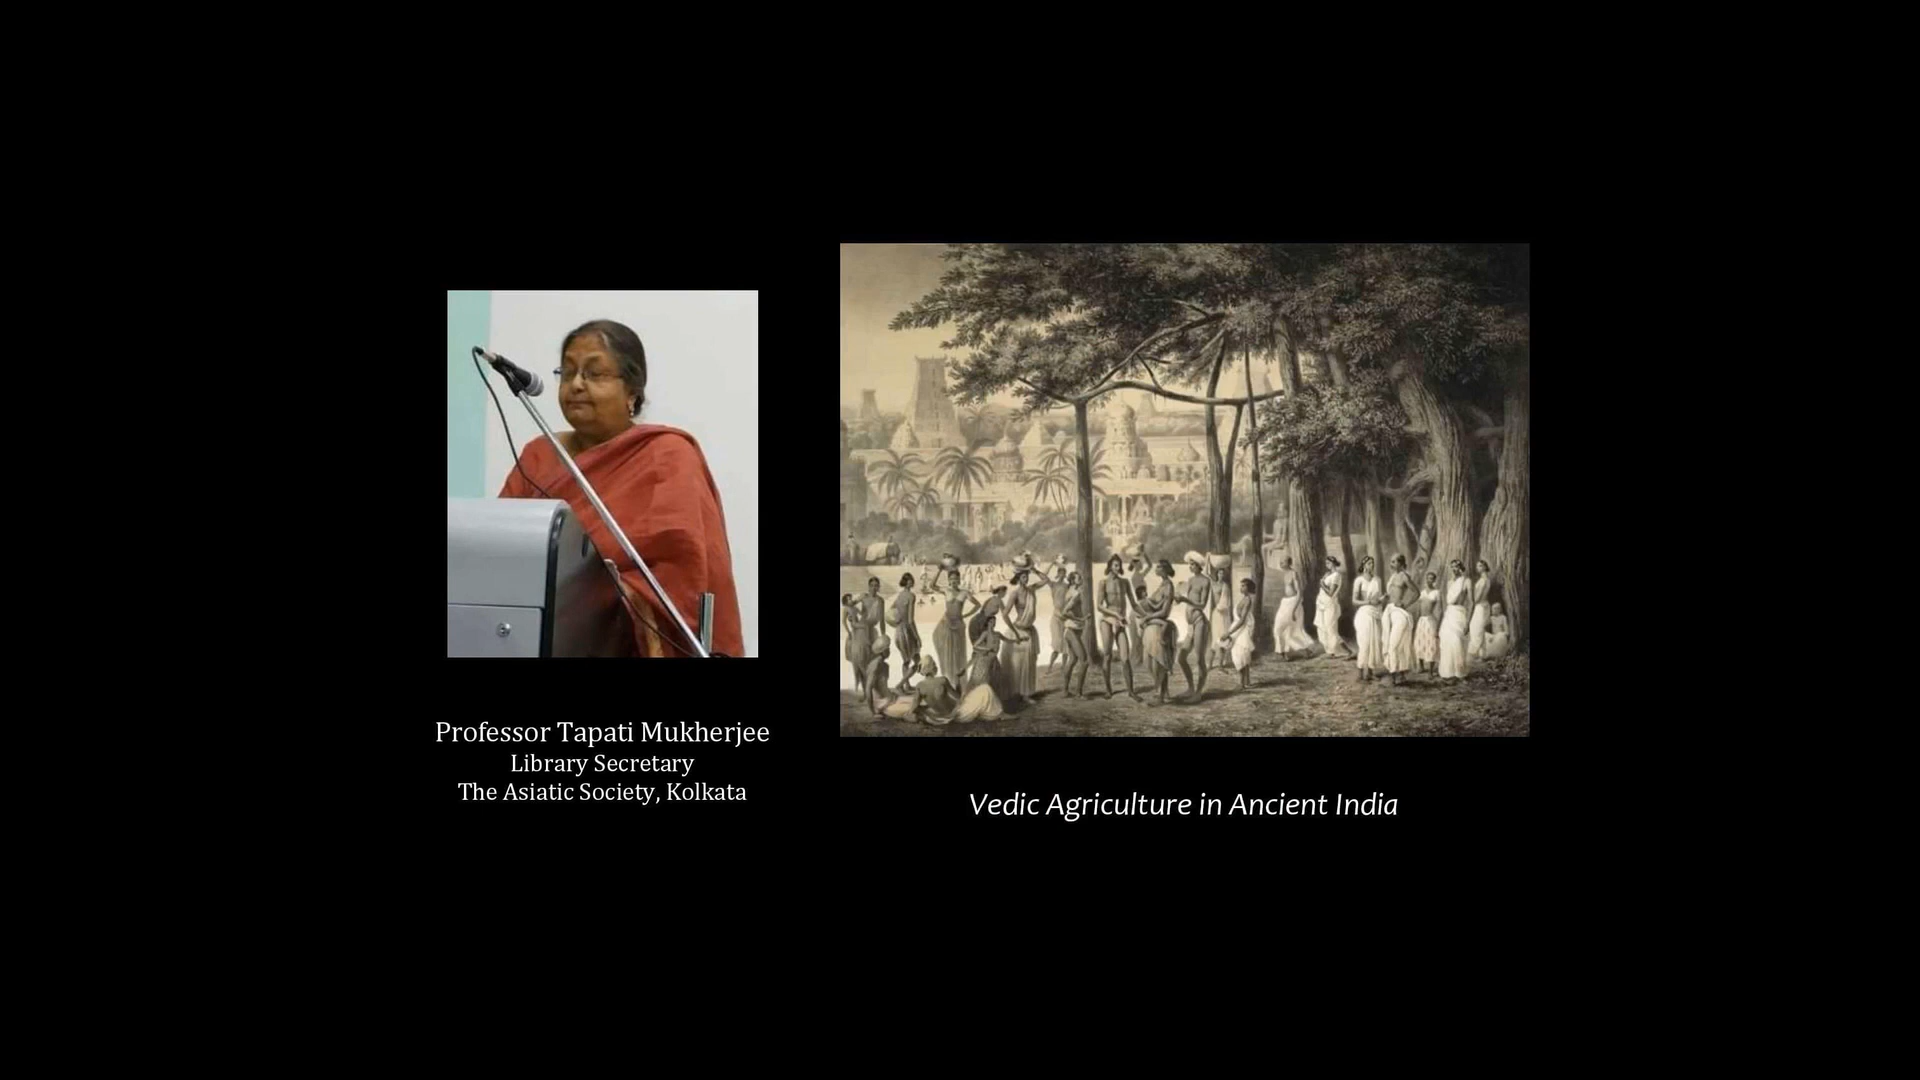 Professor Tapati Mukherjee
Library Secretary
The Asiatic Society, Kolkata
Vedic Agriculture in Ancient India